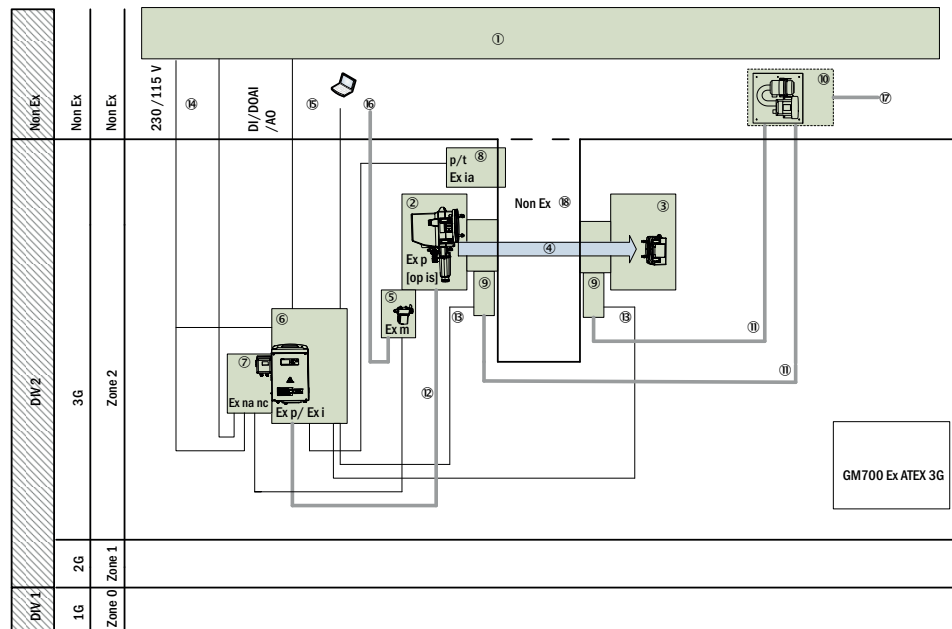 ①
Non Ex
Non Ex
Non Ex
230 / 115 V
⑭
DI/DOAI
/AO
⑮
⑯
⑩
⑰
p/t ⑧
Ex ia
②
Ex p
[op is]
Non Ex ⑱
③
④
⑤
Ex m
⑨
⑬
⑨
⑬
⑪
⑪
⑥
⑦
Ex na nc
Ex p/ Ex i
⑫
DIV 2
3G
Zone 2
GM700 Ex ATEX 3G
2G
Zone 1
DIV 1
1G
Zone 0